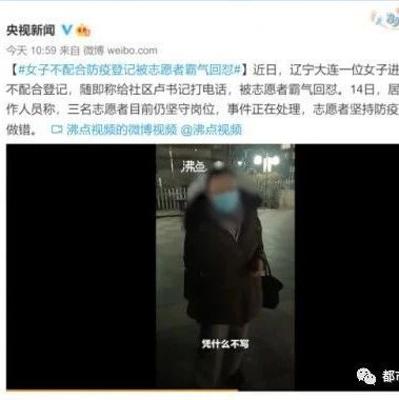 央视新闻
今天 10:59 来自 微博 weibo.com
【#女子不配合防疫登记被志愿者霸气回怼#】近日，辽宁大连一位女子进
不配合登记，随即称给社区卢书记打电话，被志愿者霸气回怼。14日，居
作人员称，三名志愿者目前仍坚守岗位，事件正在处理，志愿者坚持防疫
做错。 沸点视频的微博视频 @沸点视频
沸点
凭什么不写
都市